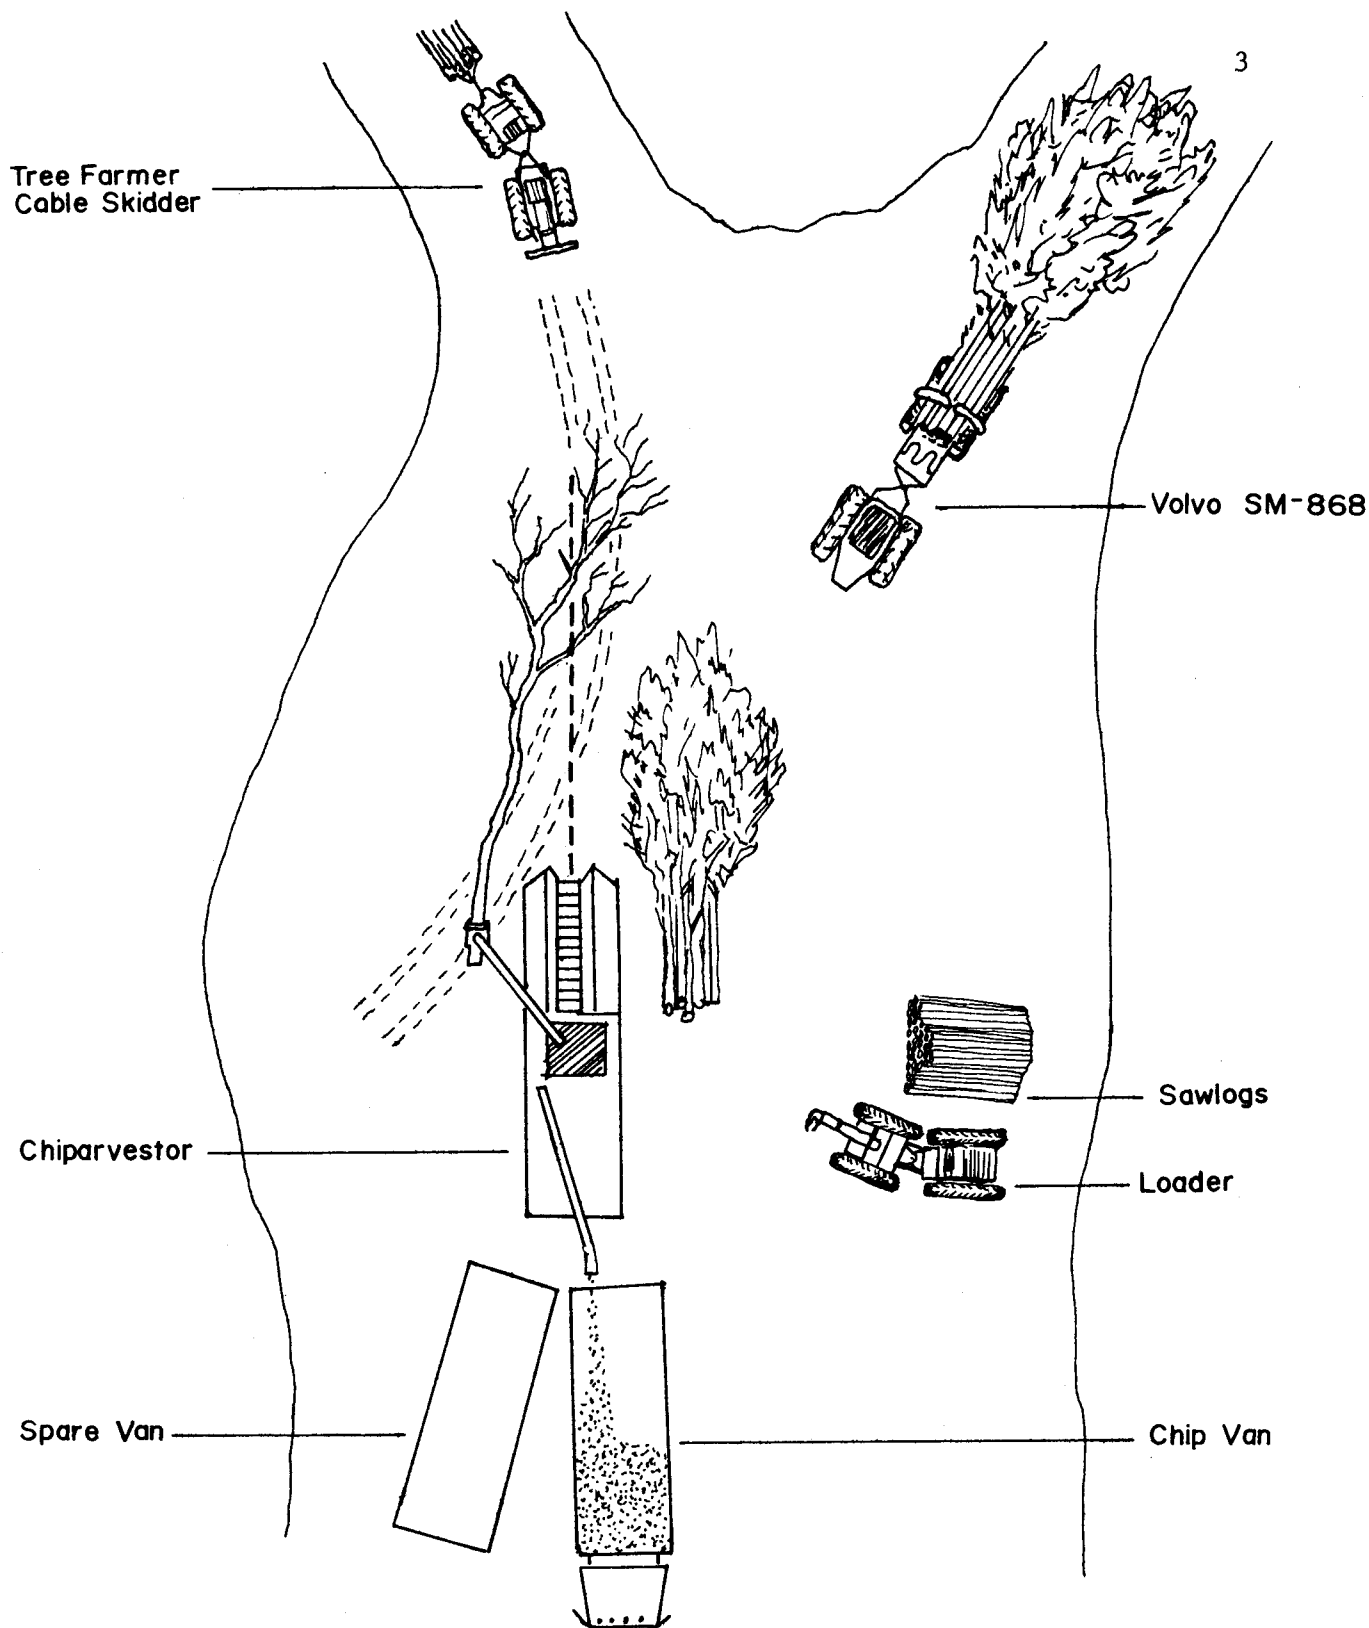 3
Tree Farmer
Cable Skidder
Volvo SM-868
Sawlogs
Chiparvestor
Loader
Spare Van
Chip Van